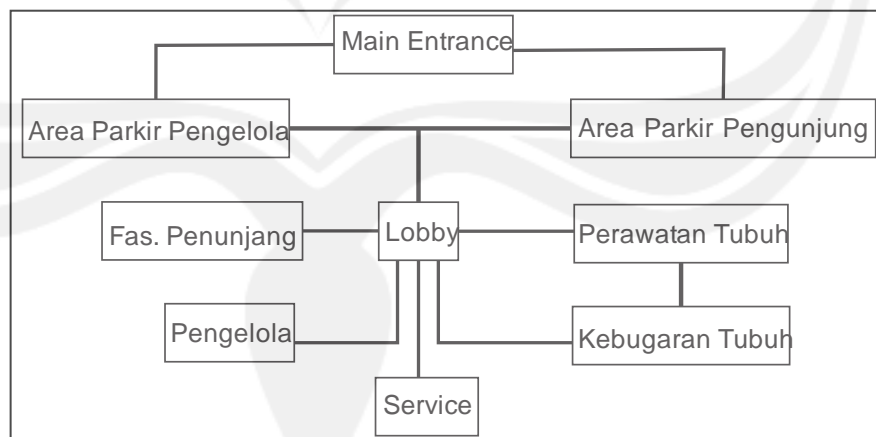 Main Entrance
Area Parkir Pengelola
Area Parkir Pengunjung
Fas. Penunjang
Lobby
Perawatan Tubuh
Pengelola
Kebugaran Tubuh
Service